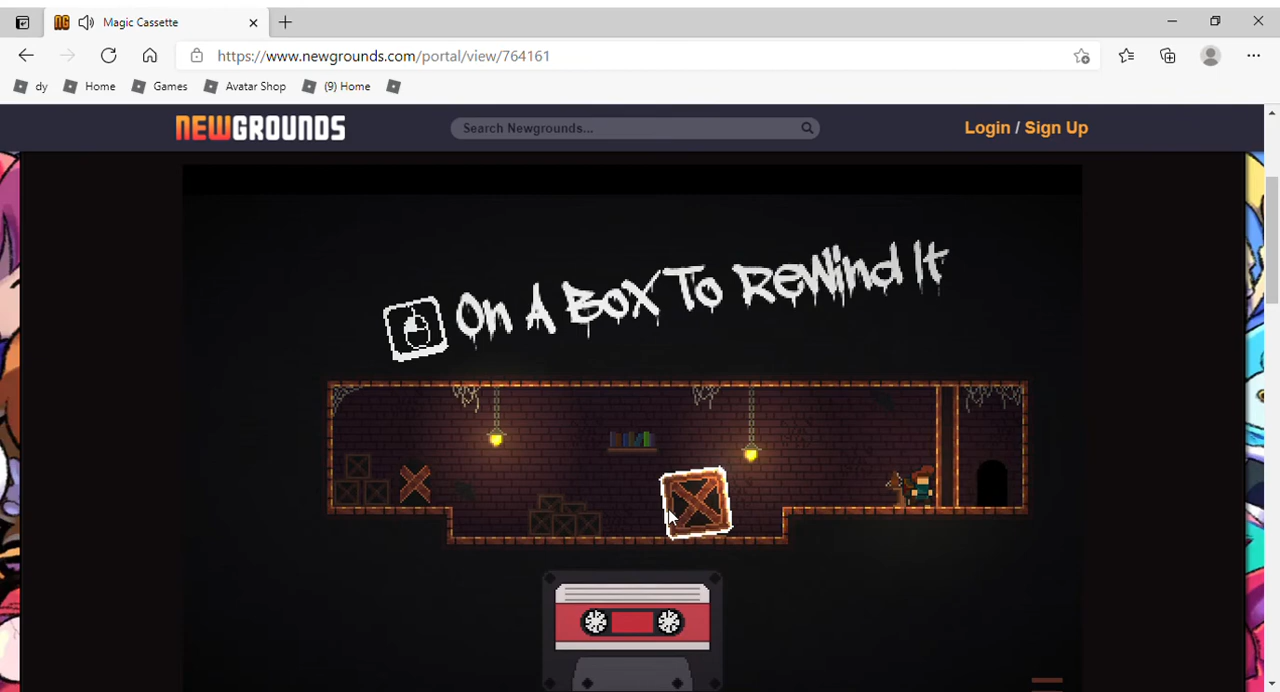 Magic Cassette
https://www.newgrounds.com/portal/view/764161
dy Home Games Avatar Shop (9) Home
NEWGROUNDS Search Newgrounds... Login / Sign Up
On A Box To Rewind It